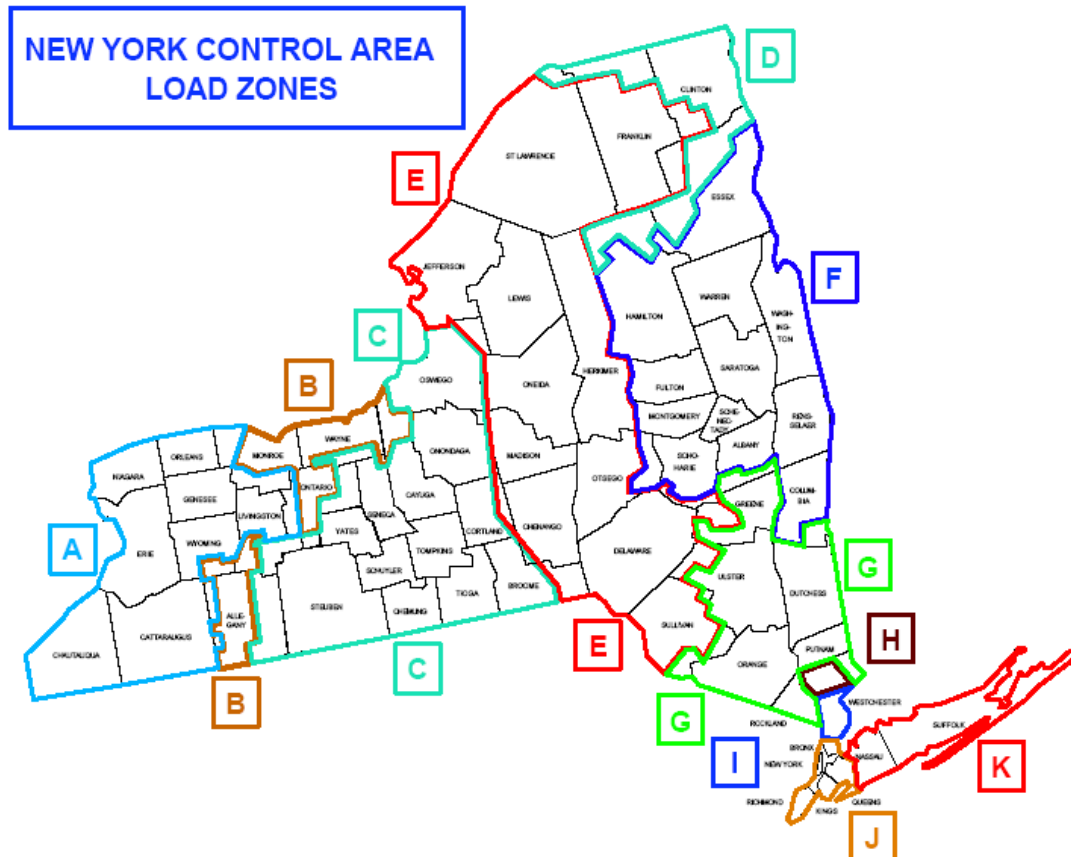 NEW YORK CONTROL AREA
LOAD ZONES
D
CLINTON
FRANKLIN
ST LAWRENCE
E
ESSEX
JEFFERSON
F
LEWIS
WARREN
WASH-
ING-
TON
HAMILTON
C
OSWEGO
ONEIDA
HERKIMER
SARATOGA
B
FULTON
MONTGOMERY
SCHE-
NEC-
TADY
RENS-
SELAER
WAYNE
ORLEANS
MONROE
ONONDAGA
MADISON
ALBANY
SCHO-
HARIE
NIAGARA
GENESEE
ONTARIO
OTSEGO
CAYUGA
SENECA
LIVINGSTON
GREENE
COLUM-
BIA
A
ERIE
WYOMING
YATES
CORTLAND
CHENANGO
TOMPKINS
DELAWARE
ULSTER
G
SCHUYLER
DUTCHESS
STEUBEN
CHEMUNG
TIOGA
BROOME
ALLE-
GANY
CATTARAUGUS
CHAUTAUQUA
SULLIVAN
E
H
PUTNAM
ORANGE
C
B
G
ROCKLAND
WESTCHESTER
SUFFOLK
I
BRONX
NASSAU
NEW YORK
K
RICHMOND
QUEENS
KINGS
J